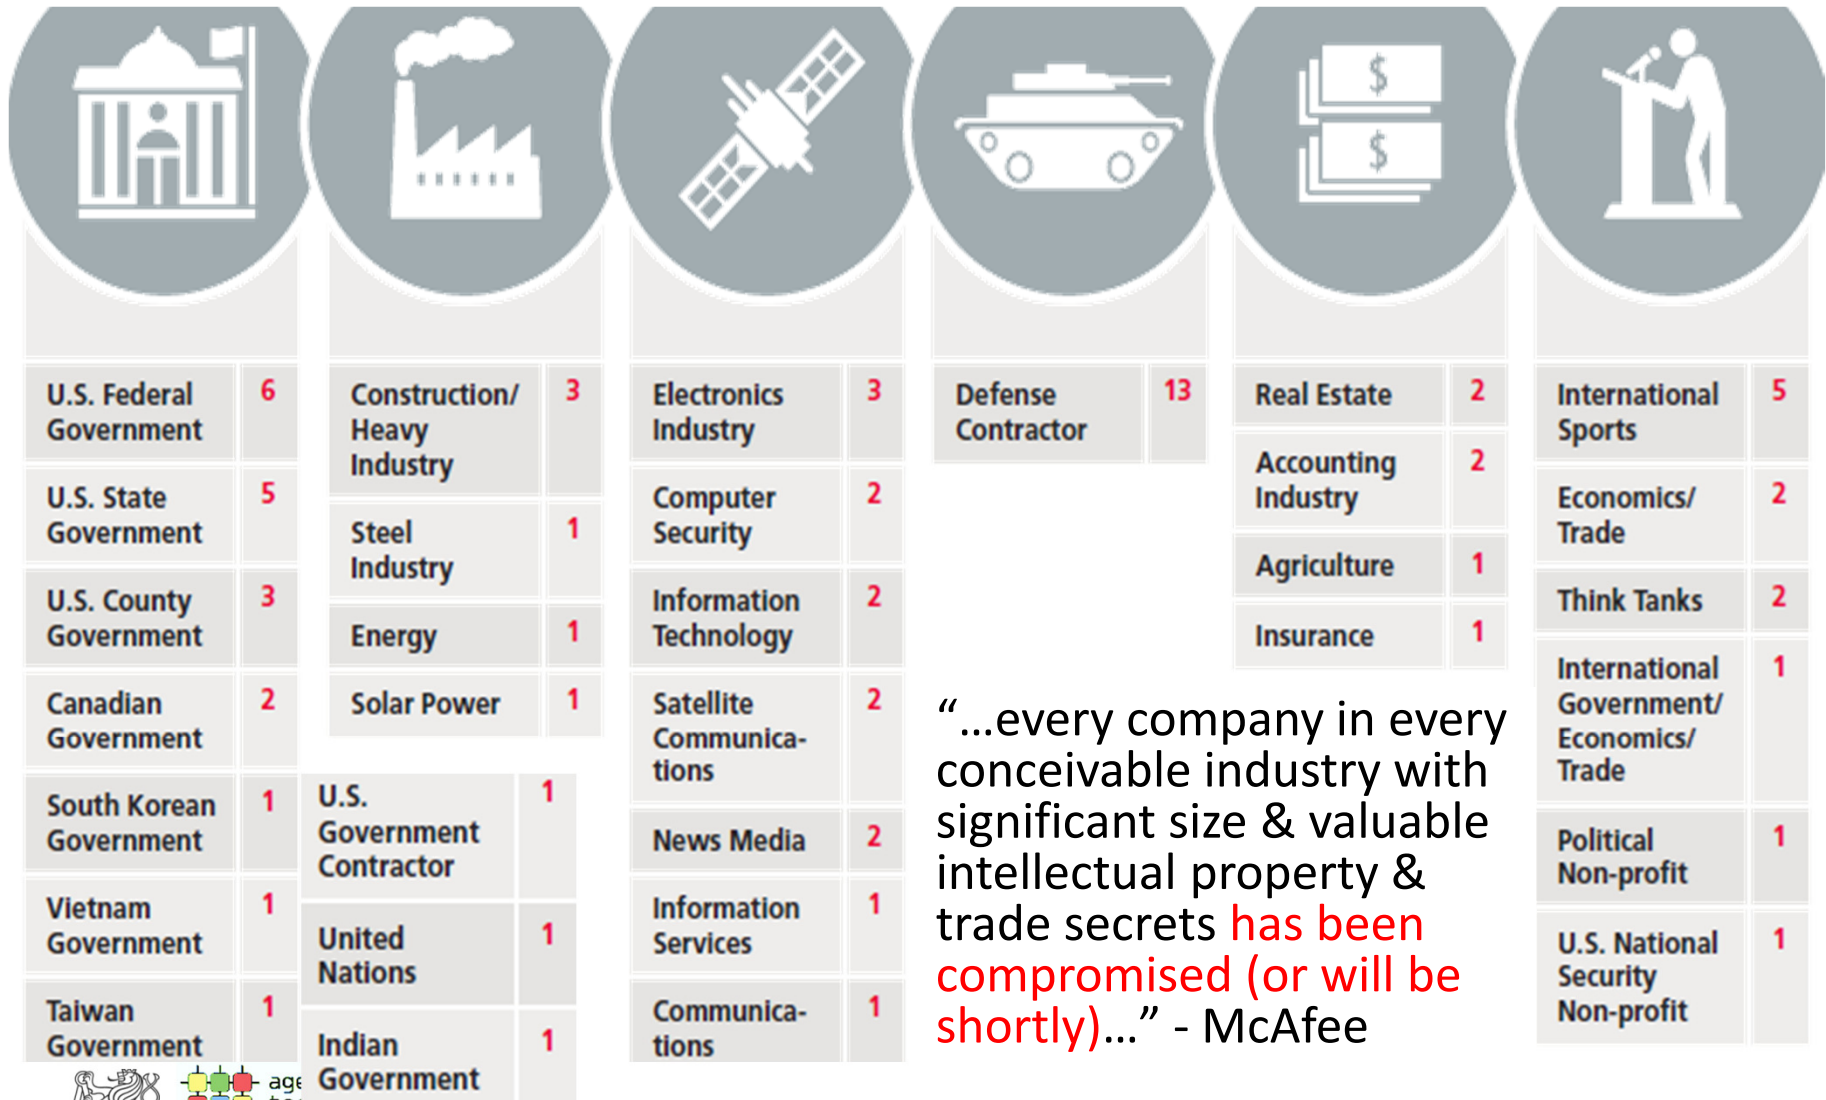 $
$
U.S. Federal
Government
6
U.S. State
Government
5
U.S. County
Government
3
Canadian
Government
2
South Korean
Government
1
Vietnam
Government
1
Taiwan
Government
1
Construction/
Heavy
Industry
3
Steel
Industry
1
Energy
1
Solar Power
1
U.S.
Government
Contractor
1
United
Nations
1
Indian
Government
1
Electronics
Industry
3
Computer
Security
2
Information
Technology
2
Satellite
Communica-
tions
2
News Media
2
Information
Services
1
Communica-
tions
1
Defense
Contractor
13
Real Estate
2
Accounting
Industry
2
Agriculture
1
Insurance
1
“…every company in every
conceivable industry with
significant size & valuable
intellectual property &
trade secrets has been
compromised (or will be
shortly)…” - McAfee
International
Sports
5
Economics/
Trade
2
Think Tanks
2
International
Government/
Economics/
Trade
1
Political
Non-profit
1
U.S. National
Security
Non-profit
1